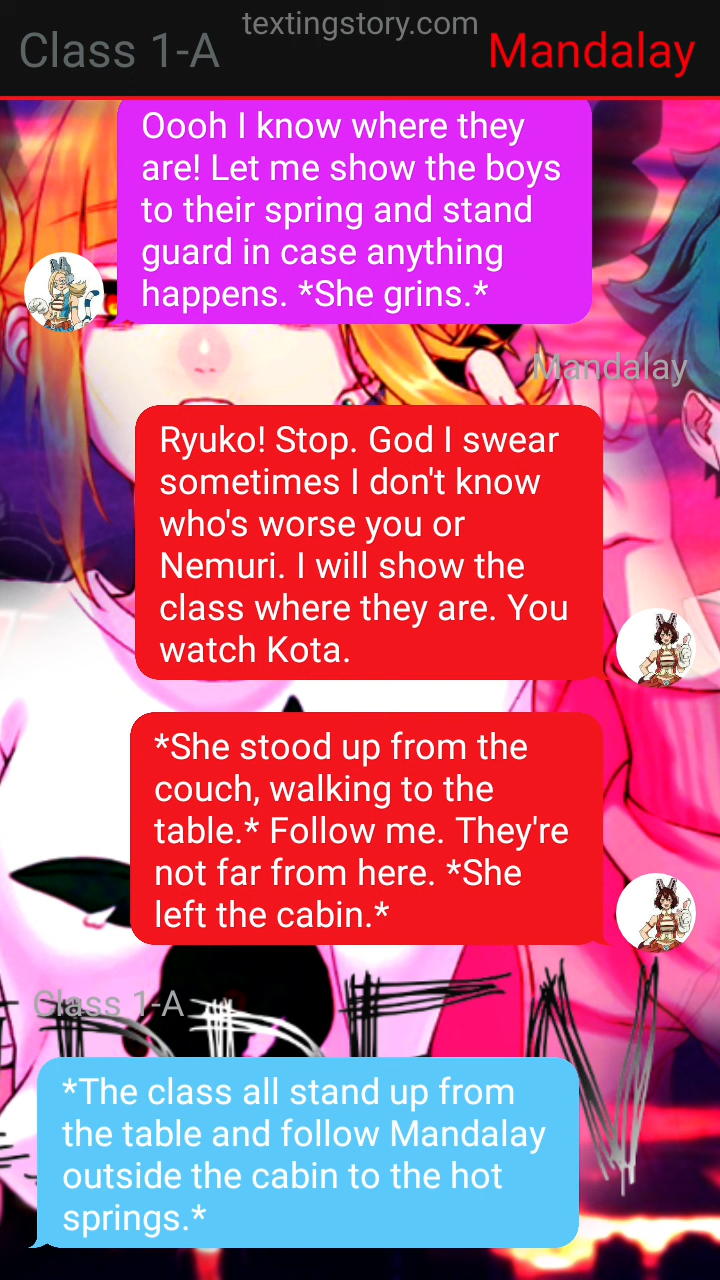 textingstory.com
Class 1-A
Mandalay
Oooh I know where they
are! Let me show the boys
to their spring and stand
guard in case anything
happens. *She grins.*
Mandalay
Ryuko! Stop. God I swear
sometimes I don't know
who's worse you or
Nemuri. I will show the
class where they are. You
watch Kota.
*She stood up from the
couch, walking to the
table.* Follow me. They're
not far from here. *She
left the cabin.*
Class 1-A
*The class all stand up from
the table and follow Mandalay
outside the cabin to the hot
springs.*